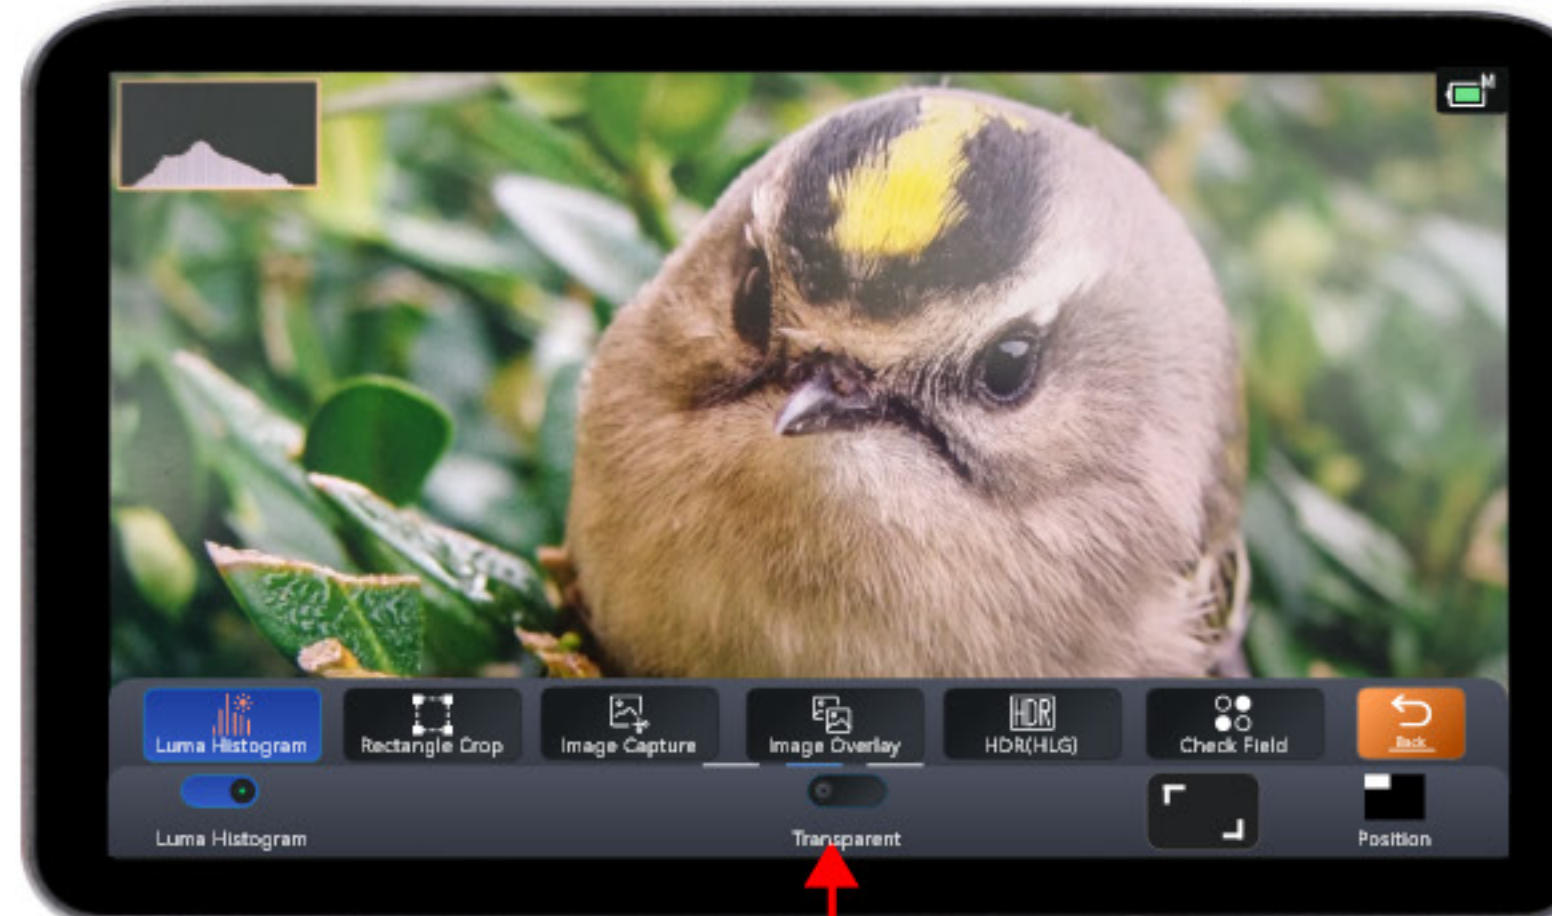 M
Luma Histogram
Rectangle Crop
Image Capture
Image Overlay
HDR
HDR(HLG)
Check Field
Back
Luma Histogram
Transparent
Position